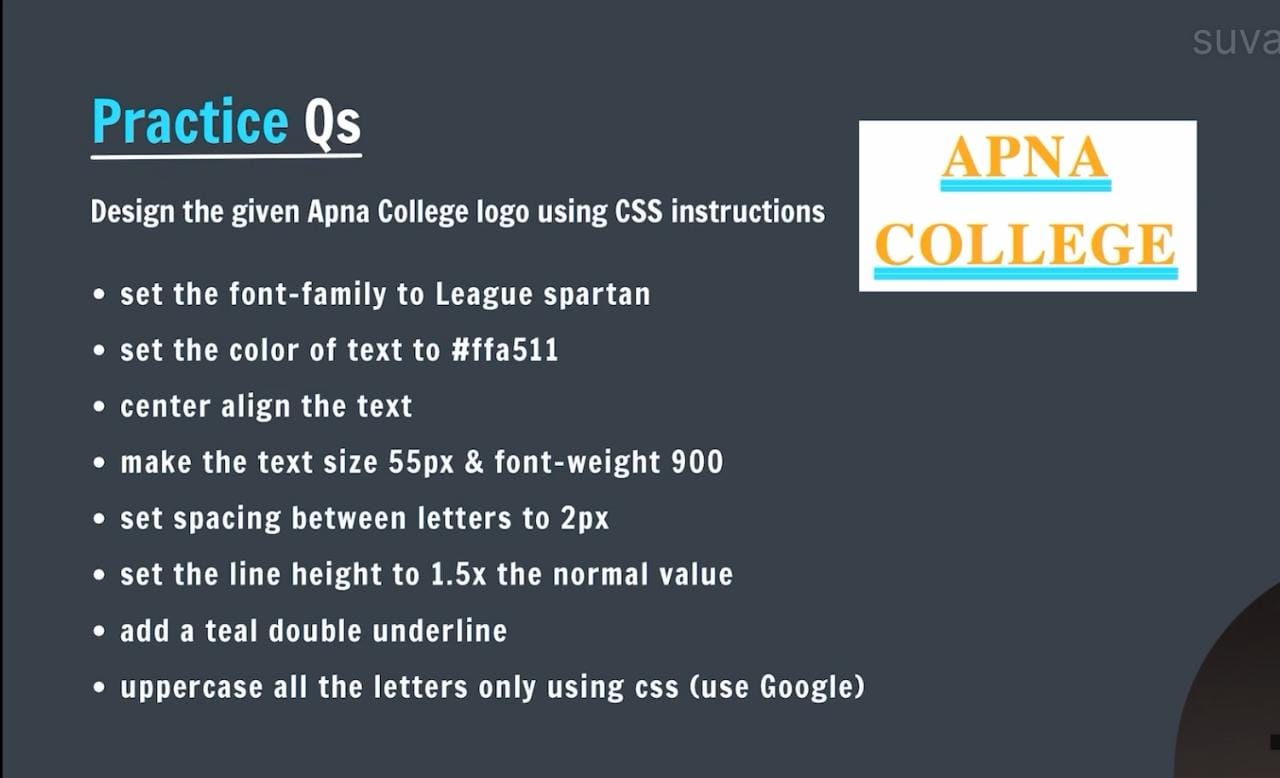 Practice Qs
APNA
COLLEGE
Design the given Apna College logo using CSS instructions
• set the font-family to League spartan
• set the color of text to #ffa511
• center align the text
• make the text size 55px & font-weight 900
• set spacing between letters to 2px
• set the line height to 1.5x the normal value
• add a teal double underline
• uppercase all the letters only using css (use Google)
suva